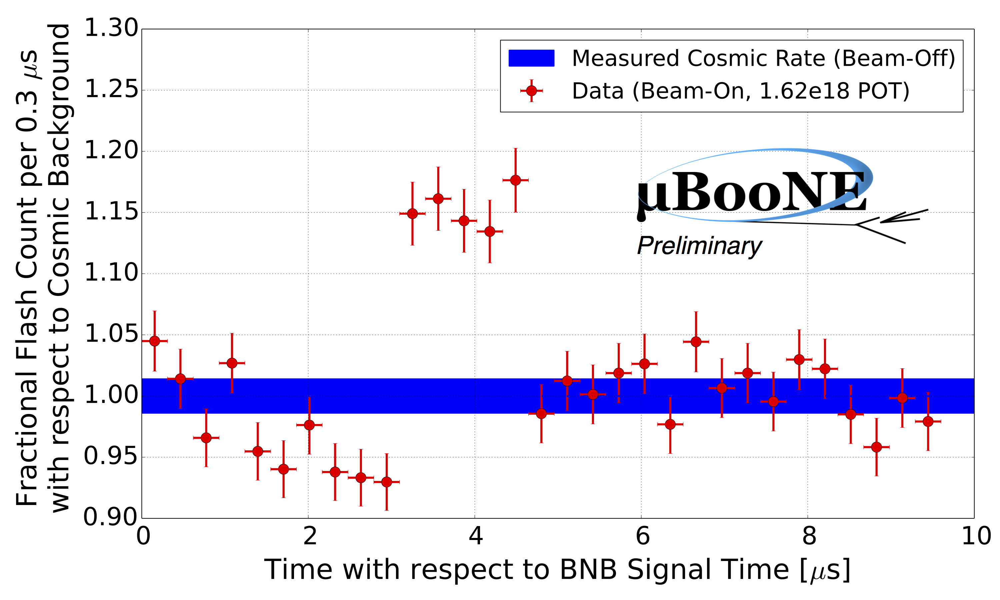 Fractional Flash Count per 0.3 μs
with respect to Cosmic Background
1.30
1.25
1.20
1.15
1.10
1.05
1.00
0.95
0.90
Measured Cosmic Rate (Beam-Off)
Data (Beam-On, 1.62e18 POT)
μBooNE
Preliminary
0 2 4 6 8 10
Time with respect to BNB Signal Time [μs]